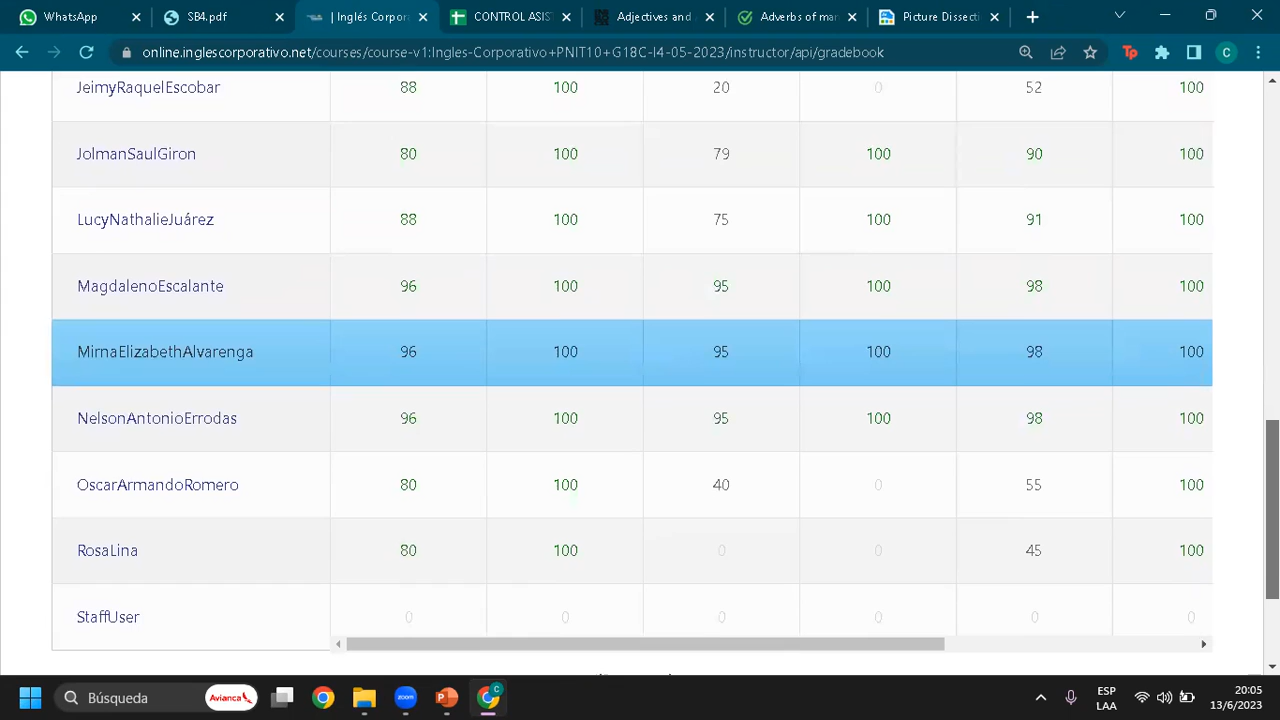 WhatsApp SB4.pdf | Inglés Corpora CONTROL ASIS Adjectives and Adverbs of man Picture Dissecti
online.inglescorporativo.net/courses/course-v1:Ingles-Corporativo+PNIT10+G18C-I4-05-2023/instructor/api/gradebook Tp C
JeimyRaquelEscobar 88 100 20 0 52 100
JolmanSaulGiron 80 100 79 100 90 100
LucyNathalieJuárez 88 100 75 100 91 100
MagdalenoEscalante 96 100 95 100 98 100
MirnaElizabethAlvarenga 96 100 95 100 98 100
NelsonAntonioErrodas 96 100 95 100 98 100
OscarArmandoRomero 80 100 40 0 55 100
RosaLina 80 100 0 0 45 100
StaffUser 0 0 0 0 0 0
Búsqueda Avianca zoom C ESP 20:05
LAA 13/6/2023